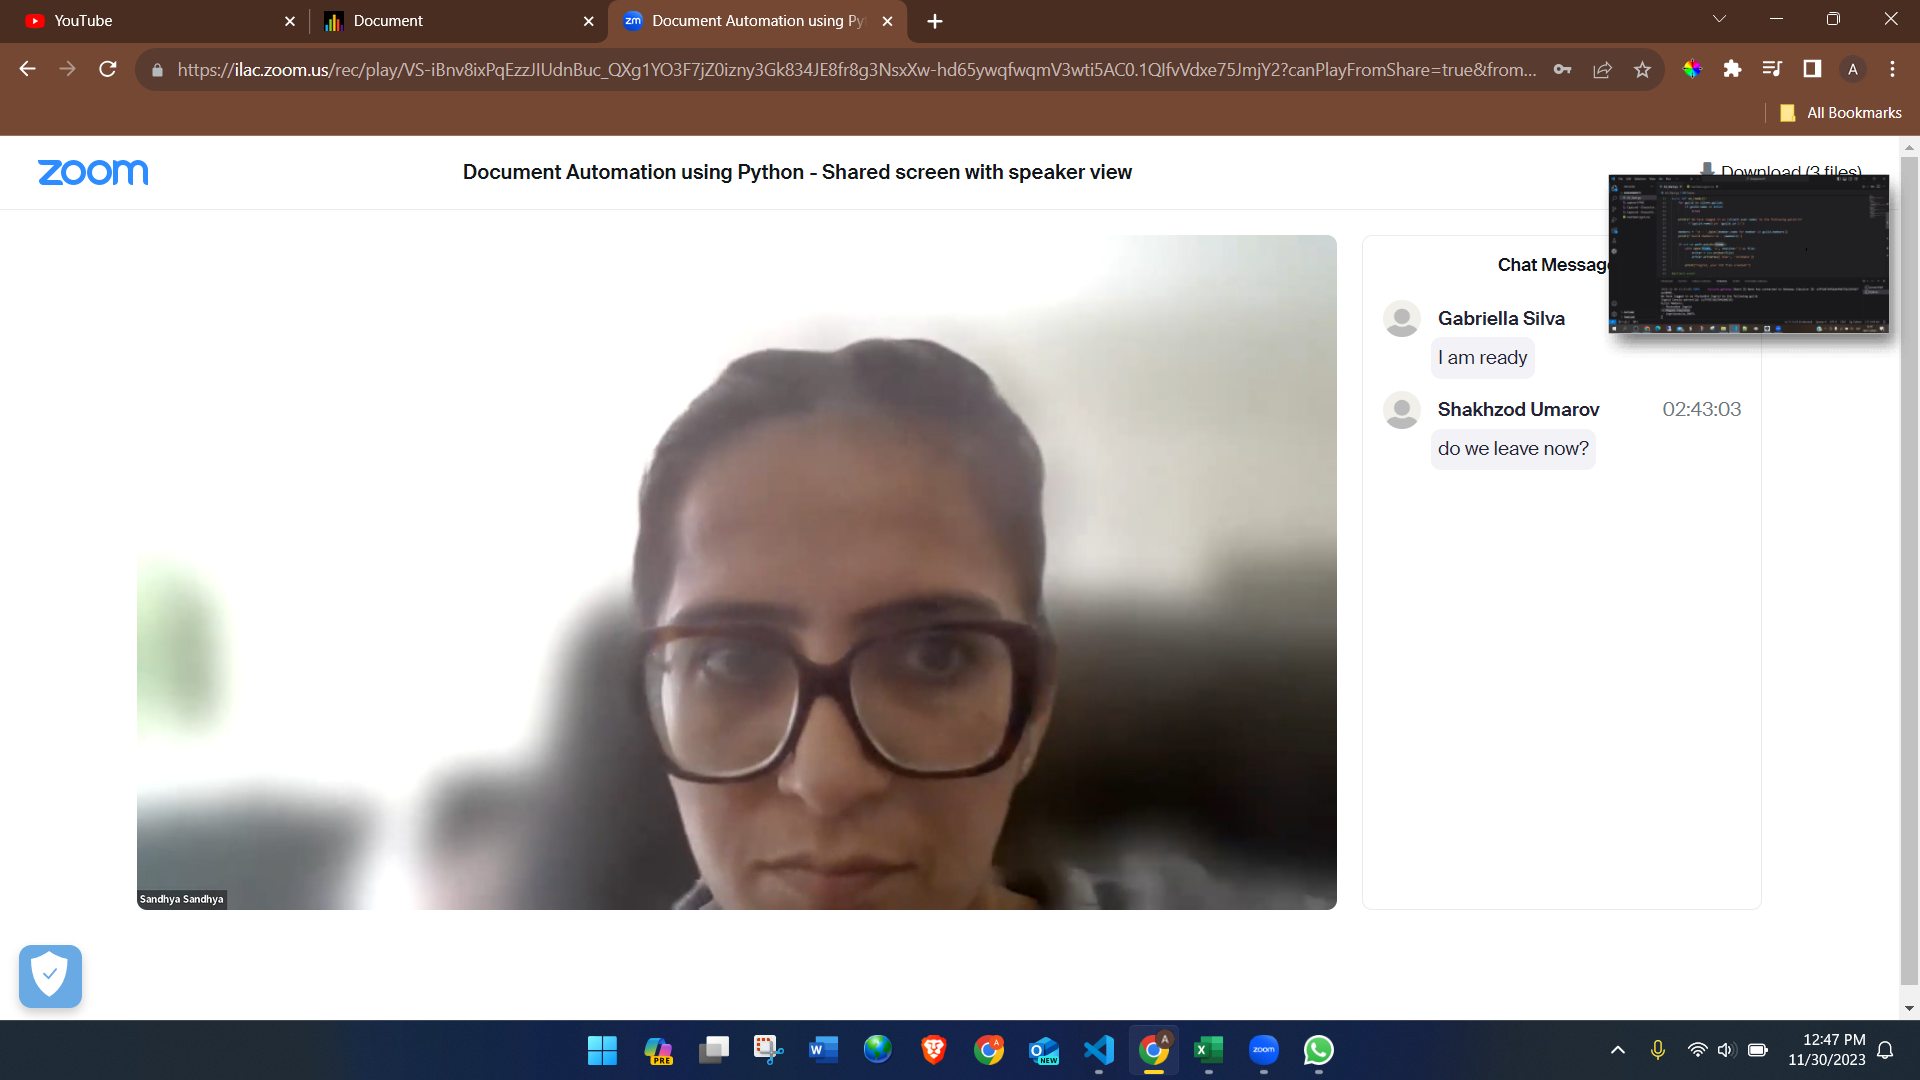 YouTube
Document
Document Automation using Py
https://ilac.zoom.us/rec/play/VS-iBnv8ixPqEzzJIUdnBuc_QXg1YO3F7jZ0izny3Gk834JE8fr8g3NsxXw-hd65ywqfwqmV3wti5AC0.1QlfvVdxe75JmjY2?canPlayFromShare=true&from...
A
All Bookmarks
zoom
Document Automation using Python - Shared screen with speaker view
Download (3 files)
Chat Messag
Gabriella Silva
I am ready
Shakhzod Umarov 02:43:03
do we leave now?
Sandhya Sandhya
12:47 PM
11/30/2023